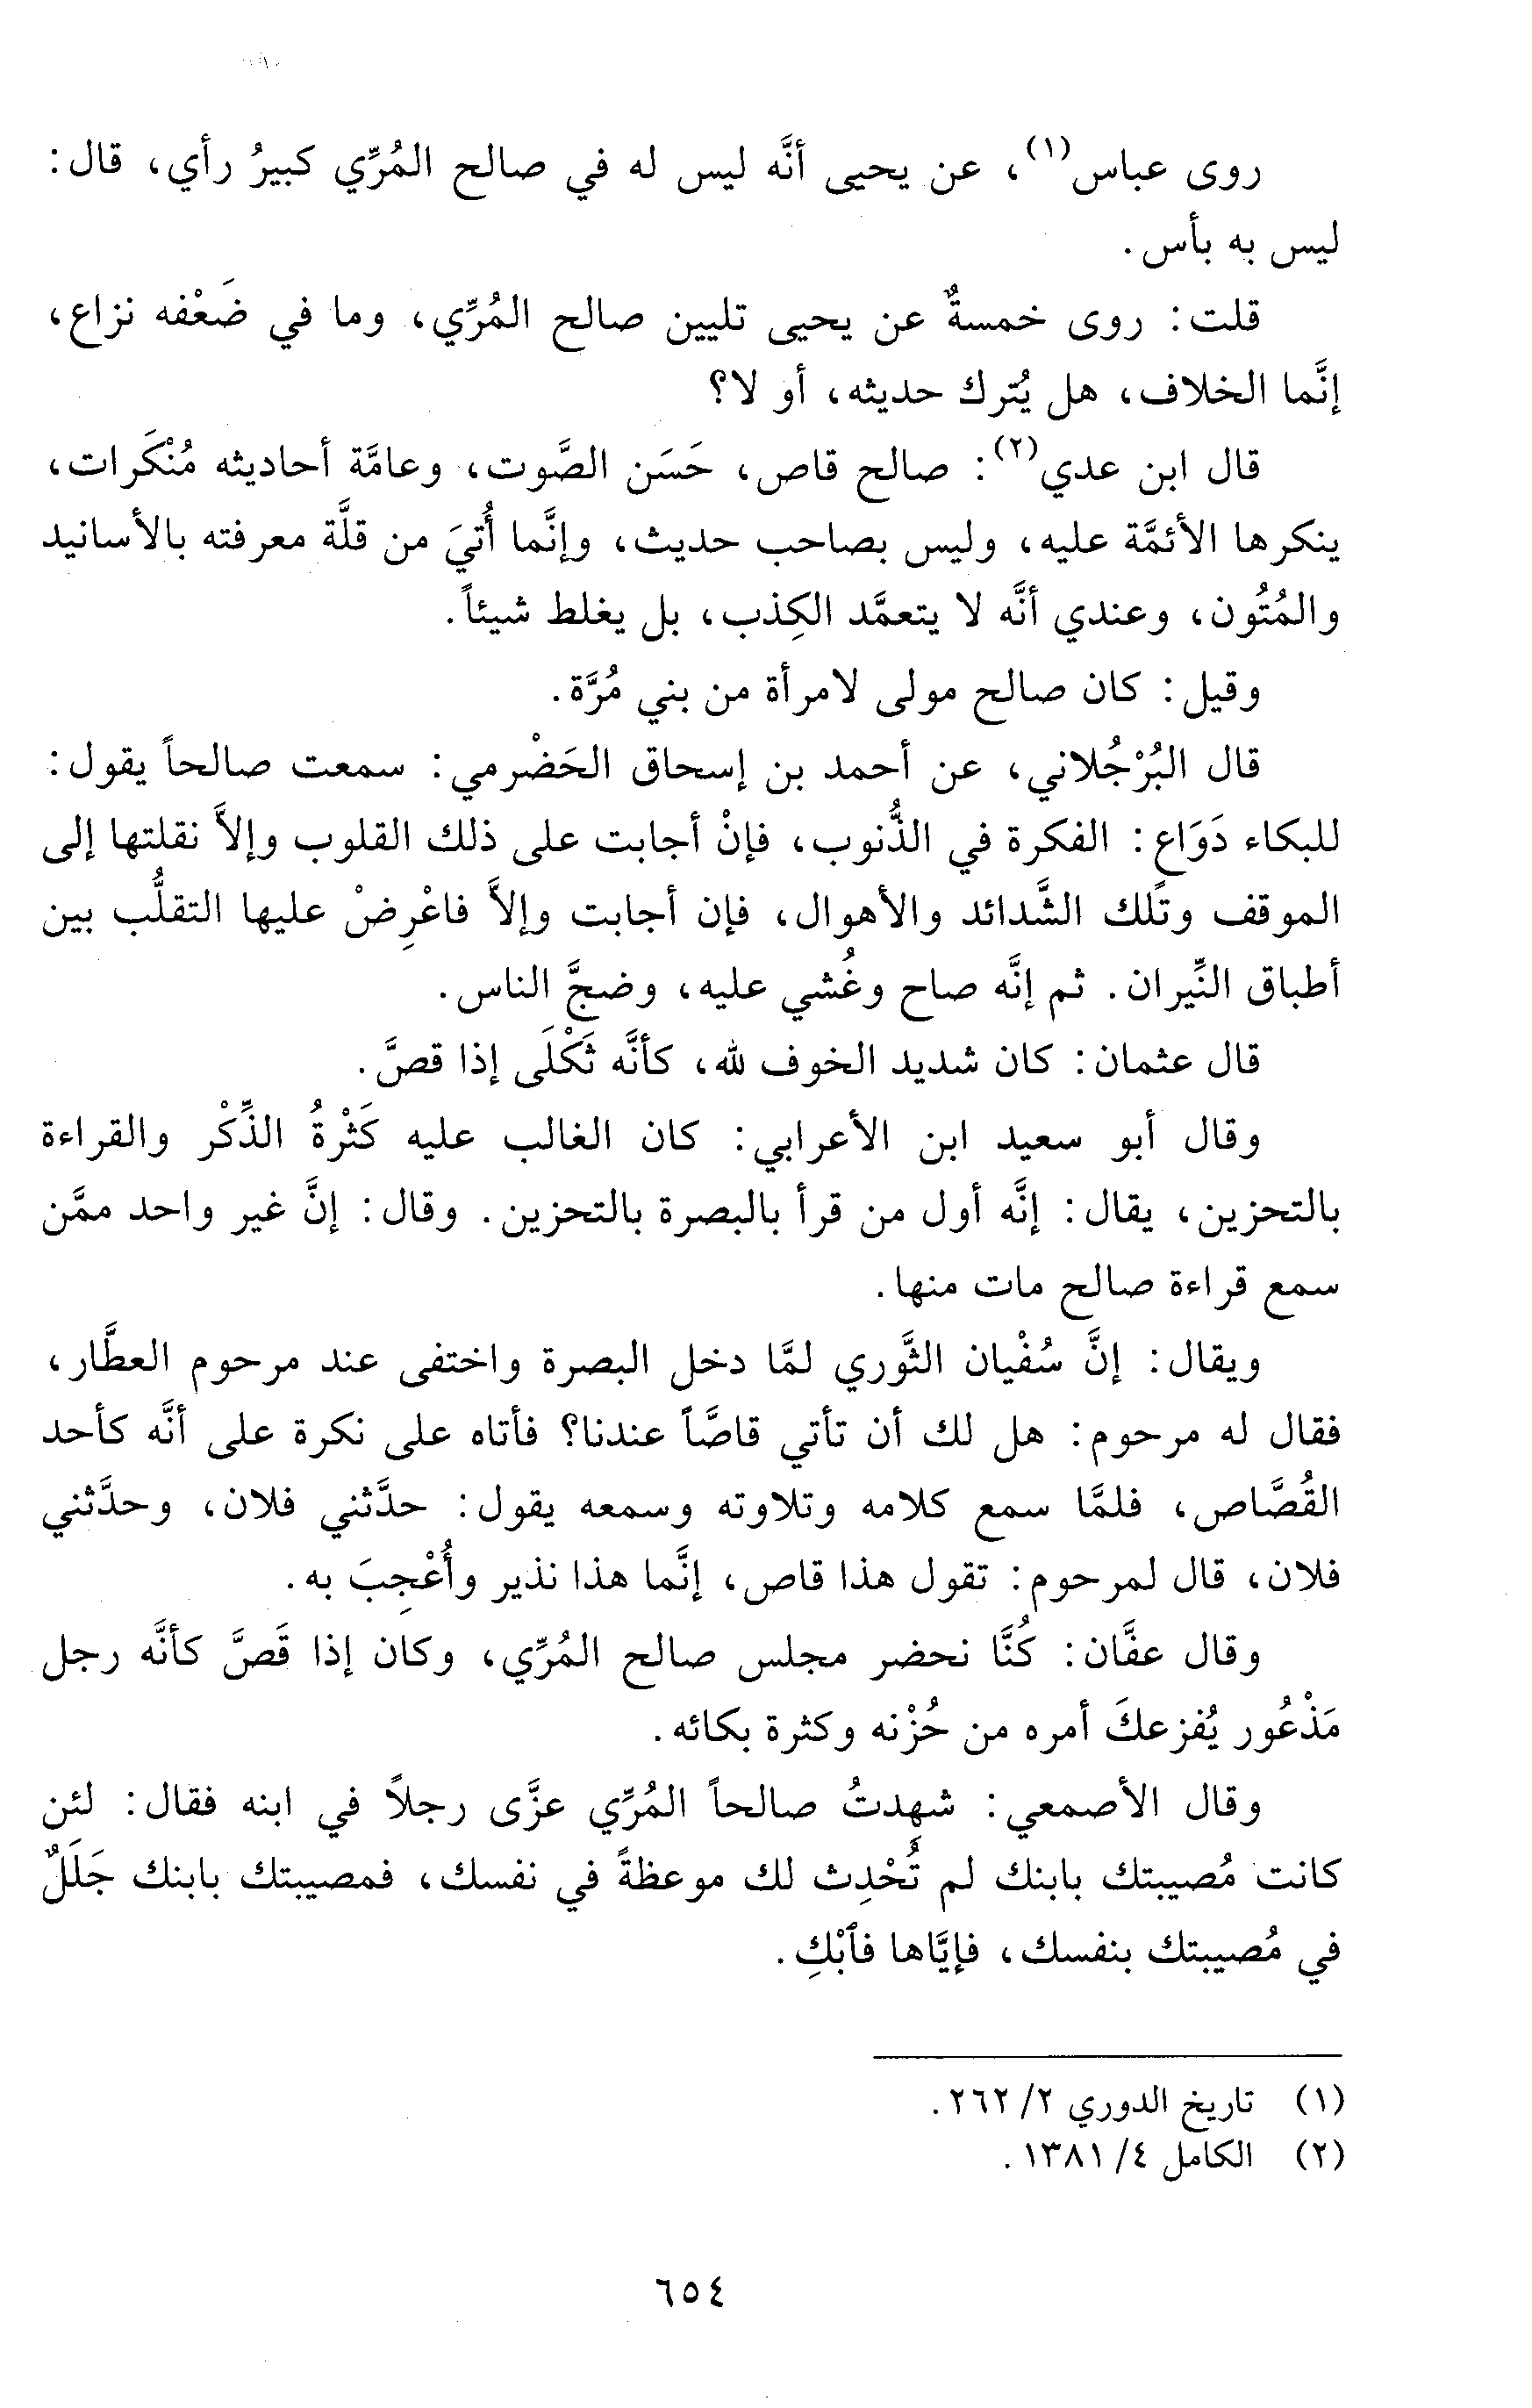 روى عباس(١)، عن يحيى أنَّه ليس له في صالح المُرِّي كبيرُ رأي، قال:
ليس به بأس.
قلت: روى خمسةٌ عن يحيى تليين صالح المُرِّي، وما في ضَعْفه نزاع،
إنَّما الخلاف، هل يُترك حديثه، أو لا؟
قال ابن عدي(٢): صالح قاص، حَسَن الصَّوت، وعامَّة أحاديثه مُنْكَرات،
ينكرها الأئمَّة عليه، وليس بصاحب حديث، وإنَّما أُتيَ من قلَّة معرفته بالأسانيد
والمُتُون، وعندي أنَّه لا يتعمَّد الكِذب، بل يغلط شيئاً.
وقيل: كان صالح مولى لامرأة من بني مُرَّة.
قال البُرْجُلاني، عن أحمد بن إسحاق الحَضْرمي: سمعت صالحاً يقول:
للبكاء دَوَاعٍ: الفكرة في الذُّنوب، فإنْ أجابت على ذلك القلوب وإلاَّ نقلتها إلى
الموقف وتلك الشَّدائد والأهوال، فإن أجابت وإلاَّ فاعْرِضْ عليها التقلُّب بين
أطباق النِّيران. ثم إنَّه صاح وغُشي عليه، وضجَّ الناس.
قال عثمان: كان شديد الخوف لله، كأنَّه ثَكْلَى إذا قصَّ.
وقال أبو سعيد ابن الأعرابي: كان الغالب عليه كَثْرةُ الذِّكْر والقراءة
بالتحزين، يقال: إنَّه أول من قرأ بالبصرة بالتحزين. وقال: إنَّ غير واحد ممَّن
سمع قراءة صالح مات منها.
ويقال: إنَّ سُفْيان الثَّوري لمَّا دخل البصرة واختفى عند مرحوم العطَّار،
فقال له مرحوم: هل لك أن تأتي قاصَّاً عندنا؟ فأتاه على نكرة على أنَّه كأحد
القُصَّاص، فلمَّا سمع كلامه وتلاوته وسمعه يقول: حدَّثني فلان، وحدَّثني
فلان، قال لمرحوم: تقول هذا قاص، إنَّما هذا نذير وأُعْجِبَ به.
وقال عفَّان: كُنَّا نحضر مجلس صالح المُرِّي، وكان إذا قَصَّ كأنَّه رجل
مَذْعُور يُفزعكَ أمره من حُزْنه وكثرة بكائه.
وقال الأصمعي: شهِدتُ صالحاً المُرِّي عزَّى رجلاً في ابنه فقال: لئن
كانت مُصيبتك بابنك لم تُحْدِث لك موعظةً في نفسك، فمصيبتك بابنك جَلَلٌ
في مُصيبتك بنفسك، فإيَّاها فٱبْكِ.
(١) تاريخ الدوري ٢/ ٢٦٢.
(٢) الكامل ٤/ ١٣٨١.
٦٥٤